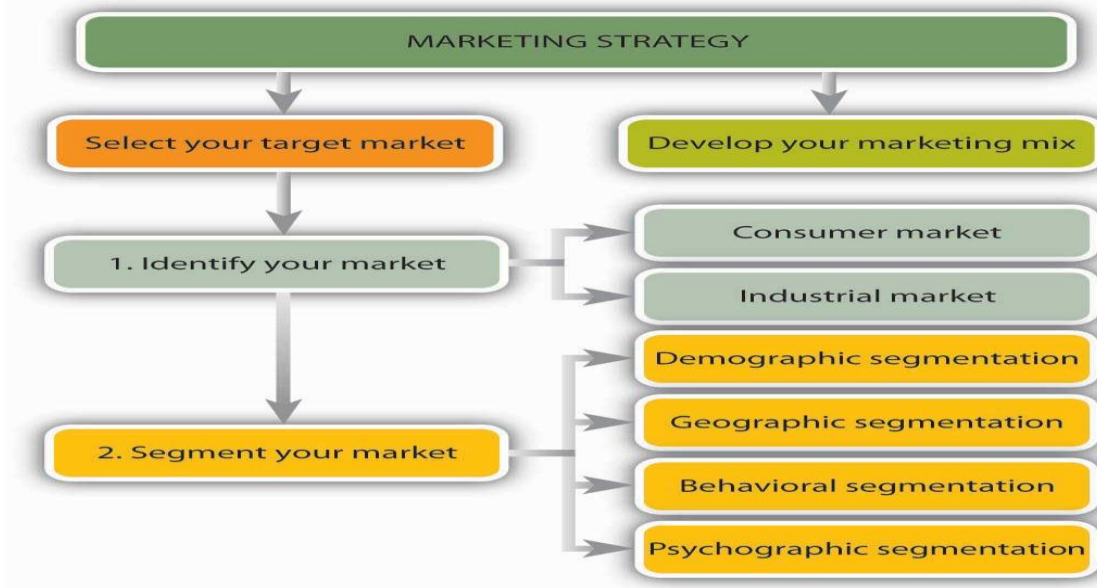 MARKETING STRATEGY
Select your target market
Develop your marketing mix
1. Identify your market
Consumer market
Industrial market
2. Segment your market
Demographic segmentation
Geographic segmentation
Behavioral segmentation
Psychographic segmentation